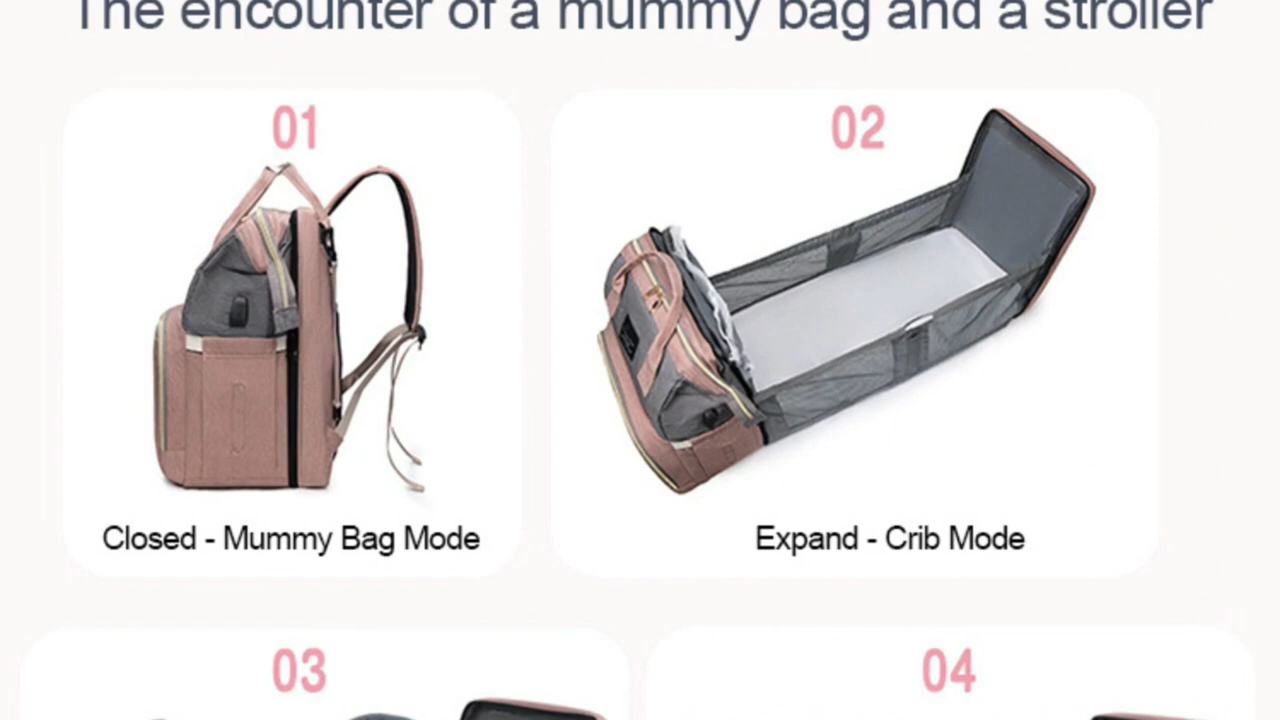 The encounter of a mummy bag and a stroller
01
02
Closed - Mummy Bag Mode
Expand - Crib Mode
03
04